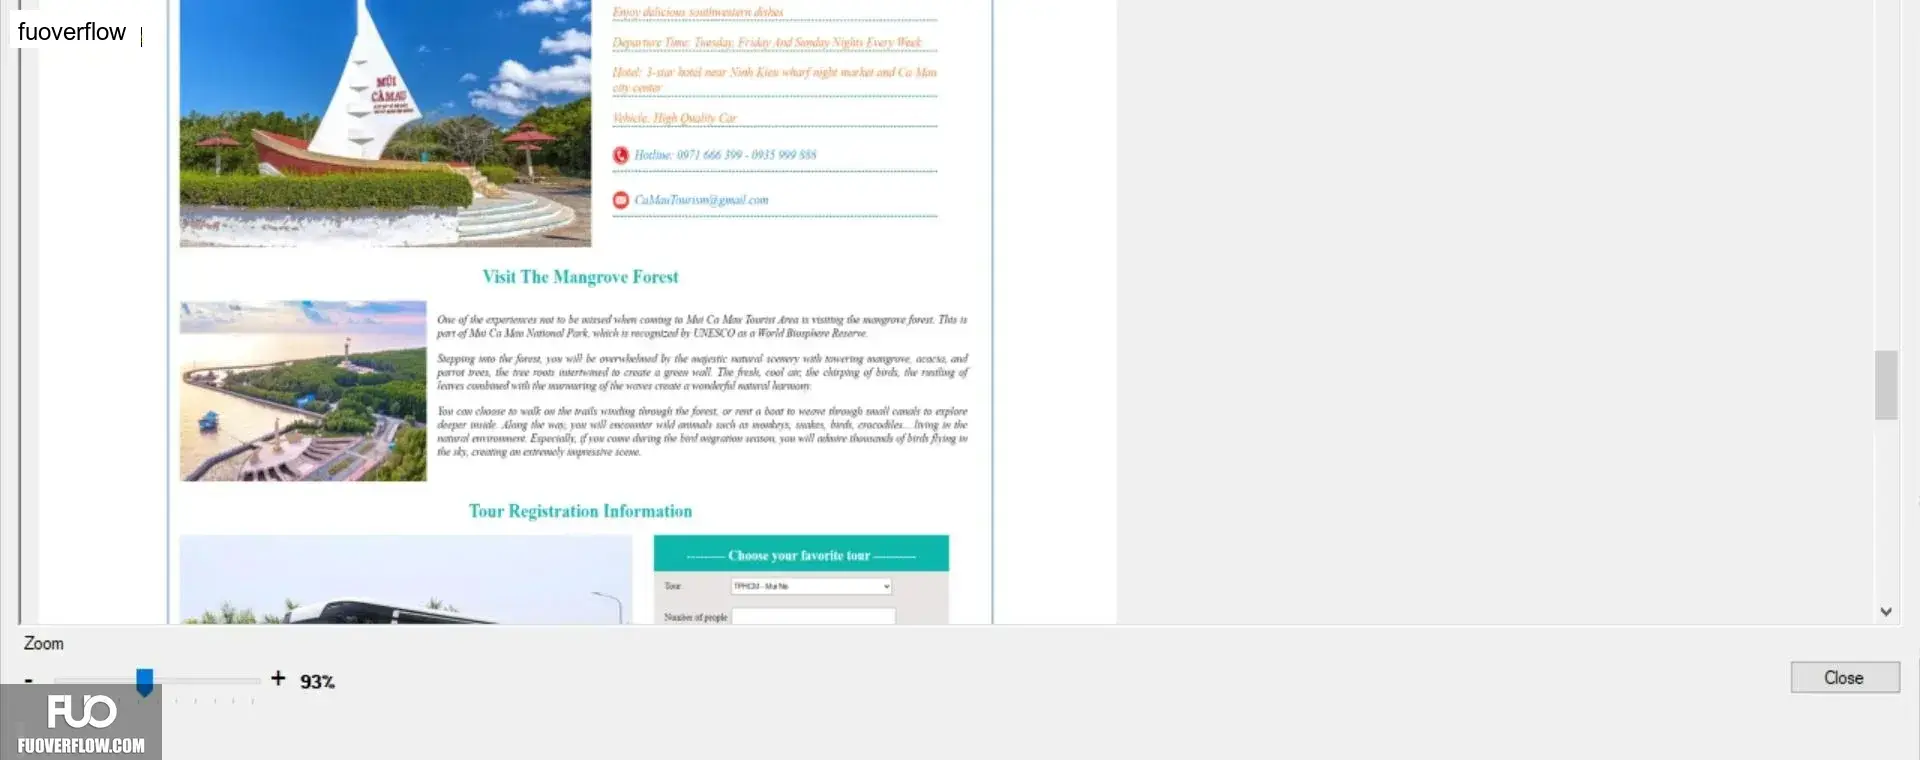 fuoverflow
Enjoy delicious southwestern dishes
Departure Time: Tuesday, Friday And Sunday Nights Every Week
Hotel: 3-star hotel near Ninh Kieu wharf night market and Ca Mau
city center
Vehicle: High Quality Car
Hotline: 0971 666 399 - 0935 999 888
CaMauTourism@gmail.com
MŨI
CÀ MAU
Visit The Mangrove Forest
One of the experiences not to be missed when coming to Mui Ca Mau Tourist Area is visiting the mangrove forest. This is
part of Mui Ca Mau National Park, which is recognized by UNESCO as a World Biosphere Reserve.
Stepping into the forest, you will be overwhelmed by the majestic natural scenery with towering mangrove, acacia, and
parrot trees, the tree roots intertwined to create a green wall. The fresh, cool air, the chirping of birds, the rustling of
leaves combined with the murmuring of the waves create a wonderful natural harmony.
You can choose to walk on the trails winding through the forest, or rent a boat to weave through small canals to explore
deeper inside. Along the way, you will encounter wild animals such as monkeys, snakes, birds, crocodiles... living in the
natural environment. Especially, if you come during the bird migration season, you will admire thousands of birds flying in
the sky, creating an extremely impressive scene.
Tour Registration Information
---------- Choose your favorite tour -----------
Tour
TPHCM - Mui Ne
Number of people
Zoom
- + 93%
Close
FUO
FUOVERFLOW.COM